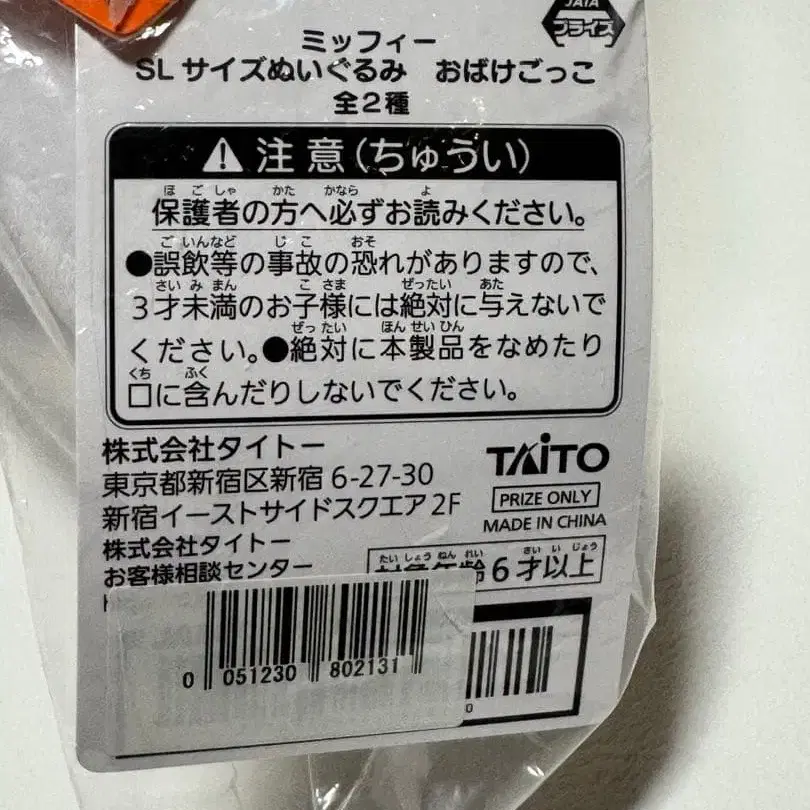 JAIA
プライズ
ミッフィー
SLサイズぬいぐるみ おばけごっこ
全2種
注意(ちゅうい)
保護者の方へ必ずお読みください。
●誤飲等の事故の恐れがありますので、
3才未満のお子様には絶対に与えないで
ください。●絶対に本製品をなめたり
口に含んだりしないでください。
株式会社タイトー
東京都新宿区新宿 6-27-30
新宿イーストサイドスクエア 2F
株式会社タイトー
お客様相談センター
TAITO
PRIZE ONLY
MADE IN CHINA
対象年齢6才以上
0 051230 802131
0